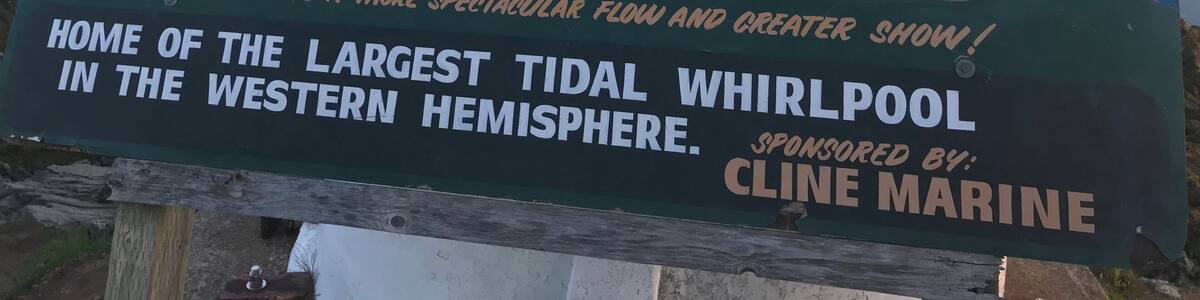 MORE SPECTACULAR FLOW AND GREATER SHOW!
HOME OF THE LARGEST TIDAL WHIRLPOOL
IN THE WESTERN HEMISPHERE.
SPONSORED BY:
CLINE MARINE